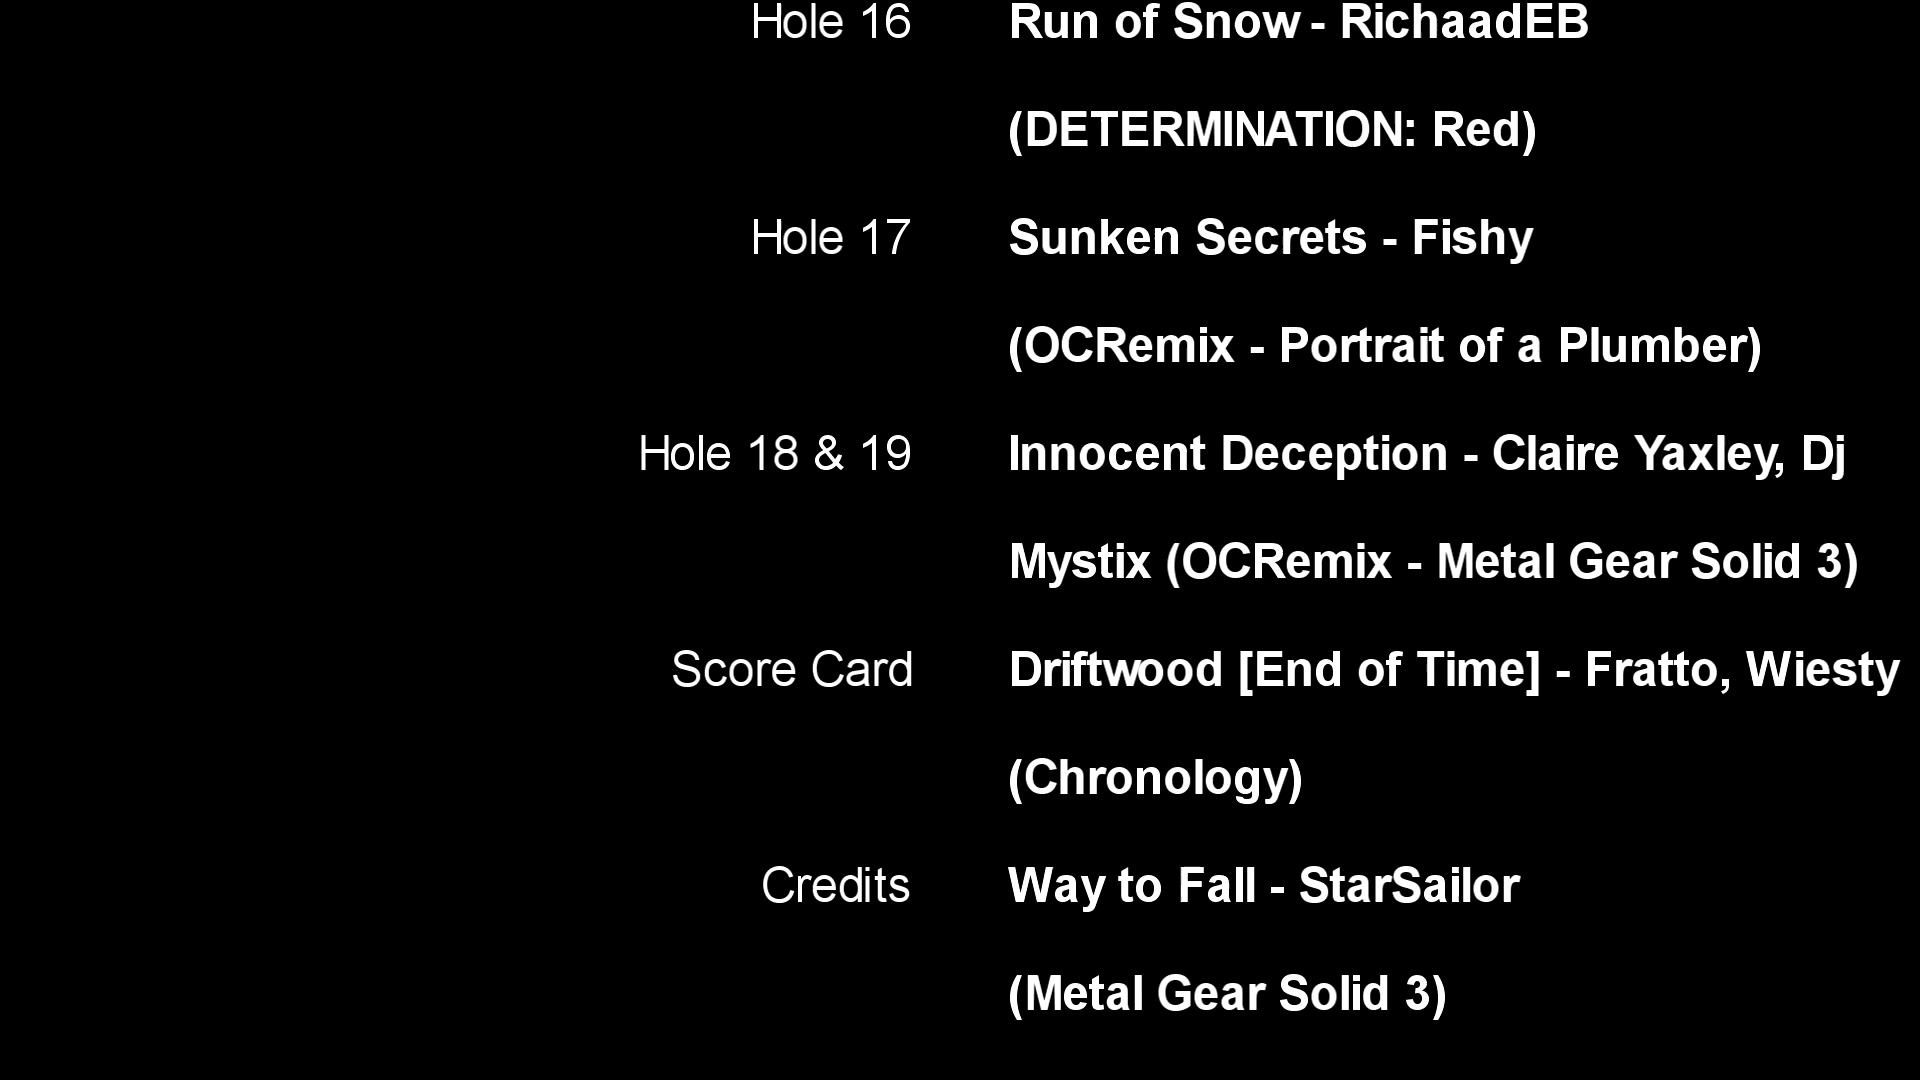 Hole 16 Run of Snow - RichaadEB
(DETERMINATION: Red)
Hole 17 Sunken Secrets - Fishy
(OCRemix - Portrait of a Plumber)
Hole 18 & 19 Innocent Deception - Claire Yaxley, Dj
Mystix (OCRemix - Metal Gear Solid 3)
Score Card Driftwood [End of Time] - Fratto, Wiesty
(Chronology)
Credits Way to Fall - StarSailor
(Metal Gear Solid 3)